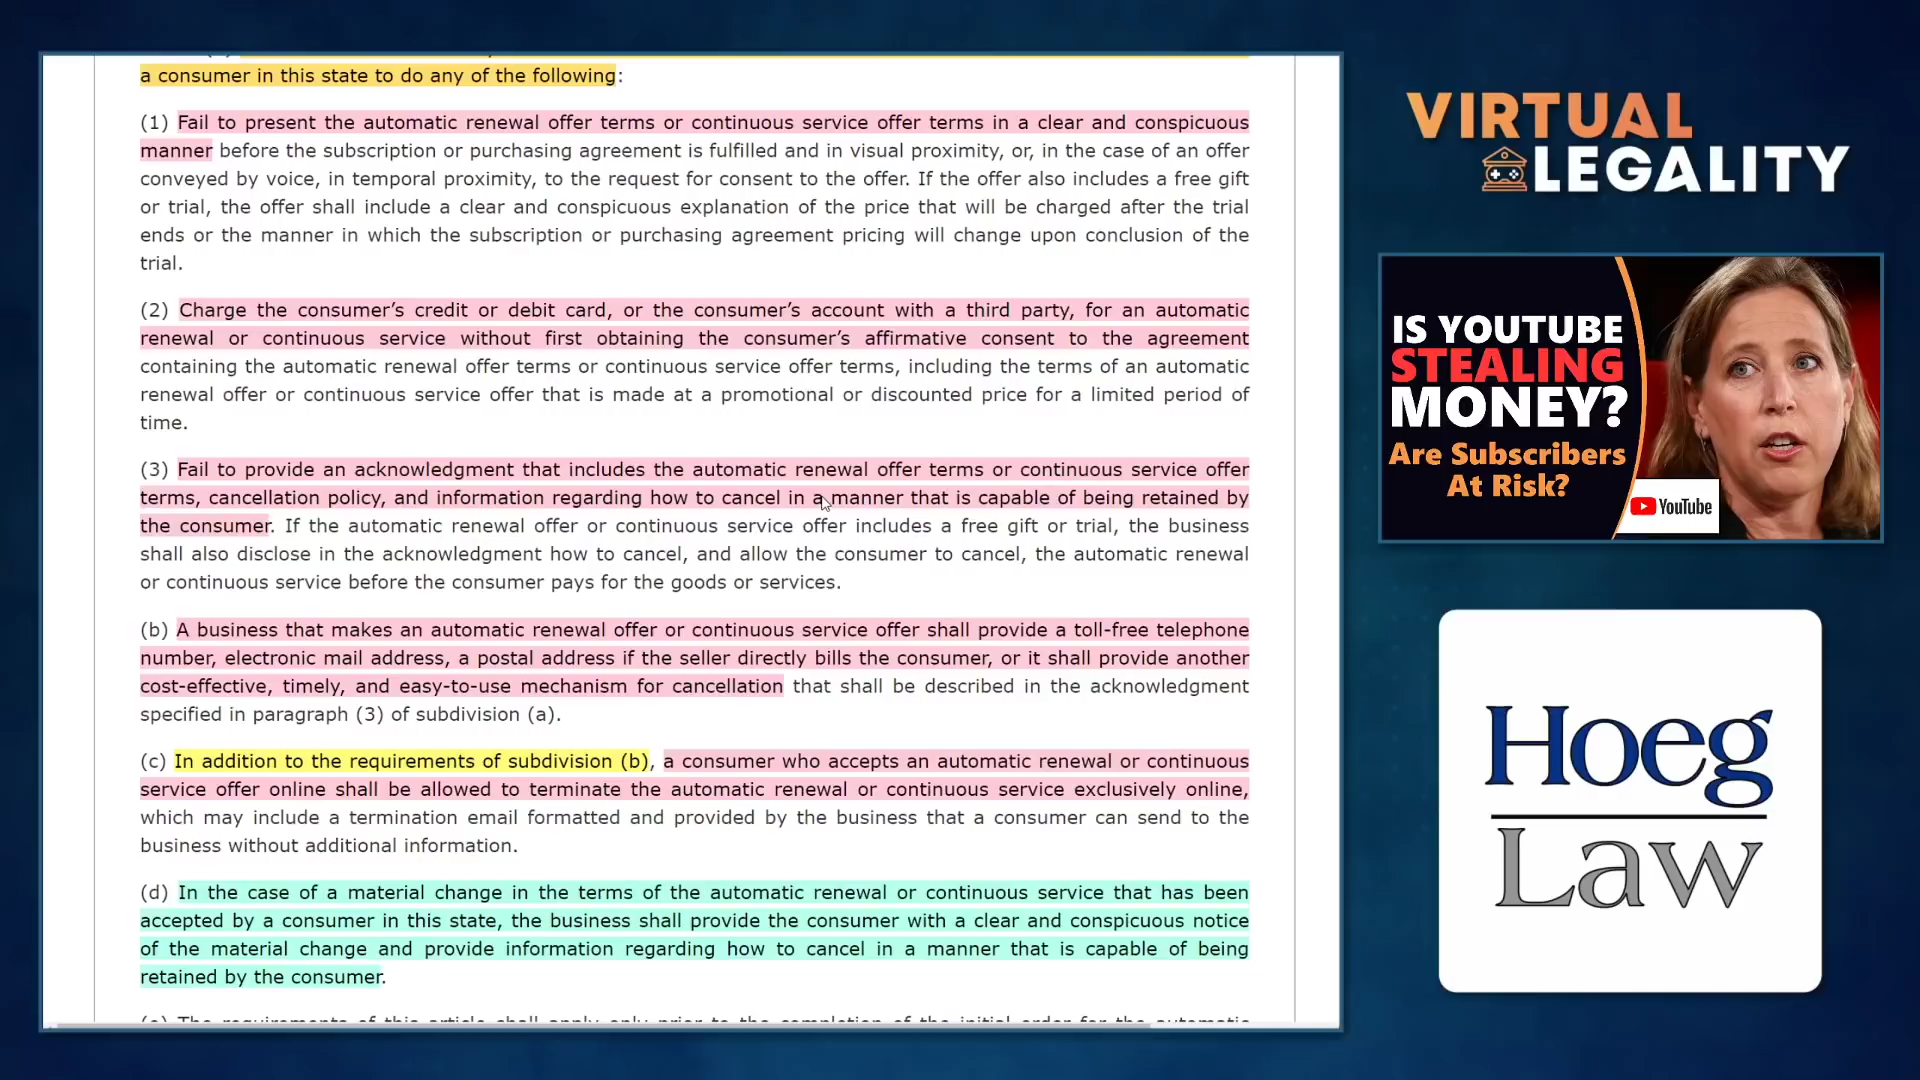 a consumer in this state to do any of the following:
(1) Fail to present the automatic renewal offer terms or continuous service offer terms in a clear and conspicuous
manner before the subscription or purchasing agreement is fulfilled and in visual proximity, or, in the case of an offer
conveyed by voice, in temporal proximity, to the request for consent to the offer. If the offer also includes a free gift
or trial, the offer shall include a clear and conspicuous explanation of the price that will be charged after the trial
ends or the manner in which the subscription or purchasing agreement pricing will change upon conclusion of the
trial.
(2) Charge the consumer’s credit or debit card, or the consumer’s account with a third party, for an automatic
renewal or continuous service without first obtaining the consumer’s affirmative consent to the agreement
containing the automatic renewal offer terms or continuous service offer terms, including the terms of an automatic
renewal offer or continuous service offer that is made at a promotional or discounted price for a limited period of
time.
(3) Fail to provide an acknowledgment that includes the automatic renewal offer terms or continuous service offer
terms, cancellation policy, and information regarding how to cancel in a manner that is capable of being retained by
the consumer. If the automatic renewal offer or continuous service offer includes a free gift or trial, the business
shall also disclose in the acknowledgment how to cancel, and allow the consumer to cancel, the automatic renewal
or continuous service before the consumer pays for the goods or services.
(b) A business that makes an automatic renewal offer or continuous service offer shall provide a toll-free telephone
number, electronic mail address, a postal address if the seller directly bills the consumer, or it shall provide another
cost-effective, timely, and easy-to-use mechanism for cancellation that shall be described in the acknowledgment
specified in paragraph (3) of subdivision (a).
(c) In addition to the requirements of subdivision (b), a consumer who accepts an automatic renewal or continuous
service offer online shall be allowed to terminate the automatic renewal or continuous service exclusively online,
which may include a termination email formatted and provided by the business that a consumer can send to the
business without additional information.
(d) In the case of a material change in the terms of the automatic renewal or continuous service that has been
accepted by a consumer in this state, the business shall provide the consumer with a clear and conspicuous notice
of the material change and provide information regarding how to cancel in a manner that is capable of being
retained by the consumer.
(e) The requirements of this article shall apply only prior to the completion of the initial order for the automatic
VIRTUAL
LEGALITY
IS YOUTUBE
STEALING
MONEY?
Are Subscribers
At Risk?
YouTube
Hoeg
Law